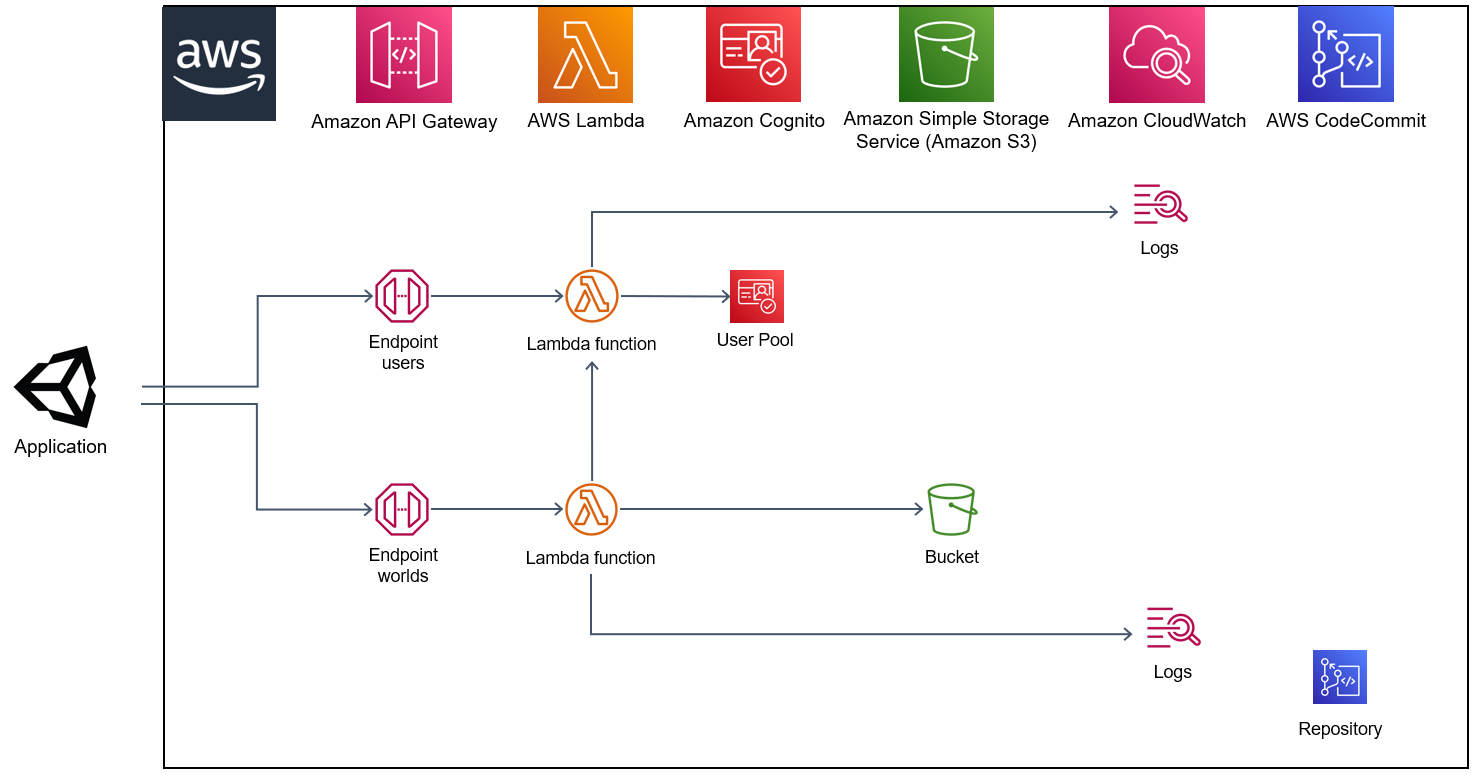 aws
Amazon API Gateway
AWS Lambda
Amazon Cognito
Amazon Simple Storage
Service (Amazon S3)
Amazon CloudWatch
AWS CodeCommit
Logs
Endpoint
users
Lambda function
User Pool
Application
Endpoint
worlds
Lambda function
Bucket
Logs
Repository